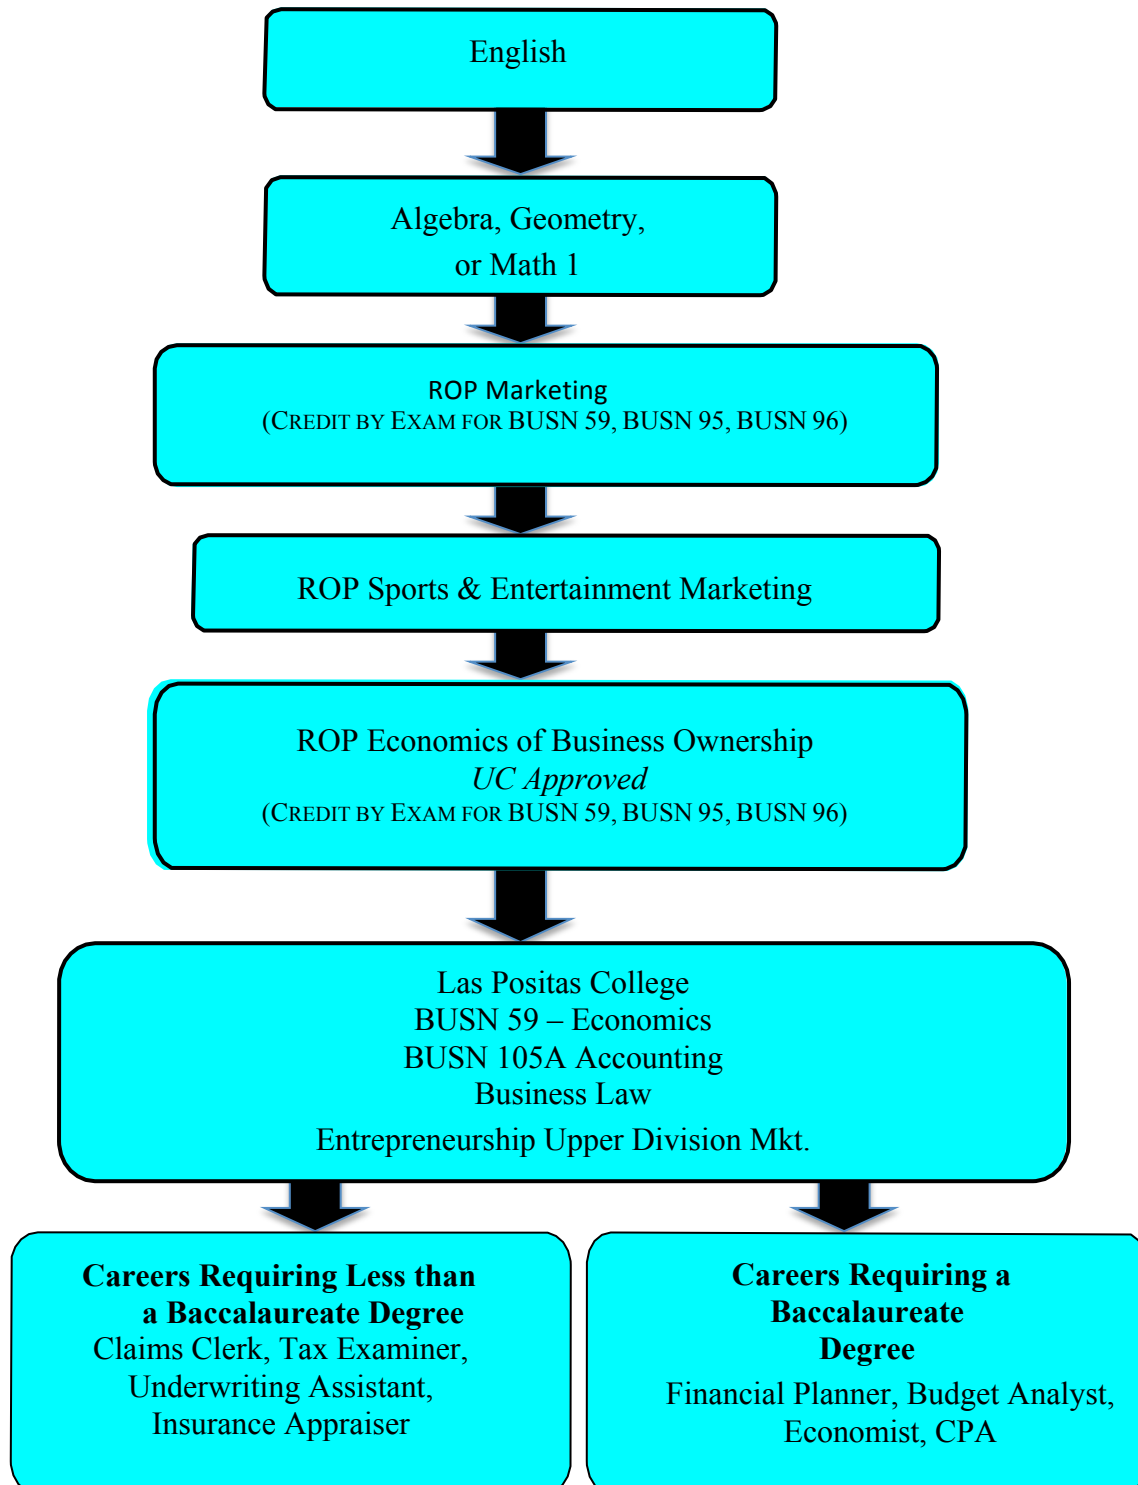 English
Algebra, Geometry,
or Math 1
ROP Marketing
(CREDIT BY EXAM FOR BUSN 59, BUSN 95, BUSN 96)
ROP Sports & Entertainment Marketing
ROP Economics of Business Ownership
UC Approved
(CREDIT BY EXAM FOR BUSN 59, BUSN 95, BUSN 96)
Las Positas College
BUSN 59 – Economics
BUSN 105A Accounting
Business Law
Entrepreneurship Upper Division Mkt.
Careers Requiring Less than
a Baccalaureate Degree
Claims Clerk, Tax Examiner,
Underwriting Assistant,
Insurance Appraiser
Careers Requiring a
Baccalaureate
Degree
Financial Planner, Budget Analyst,
Economist, CPA